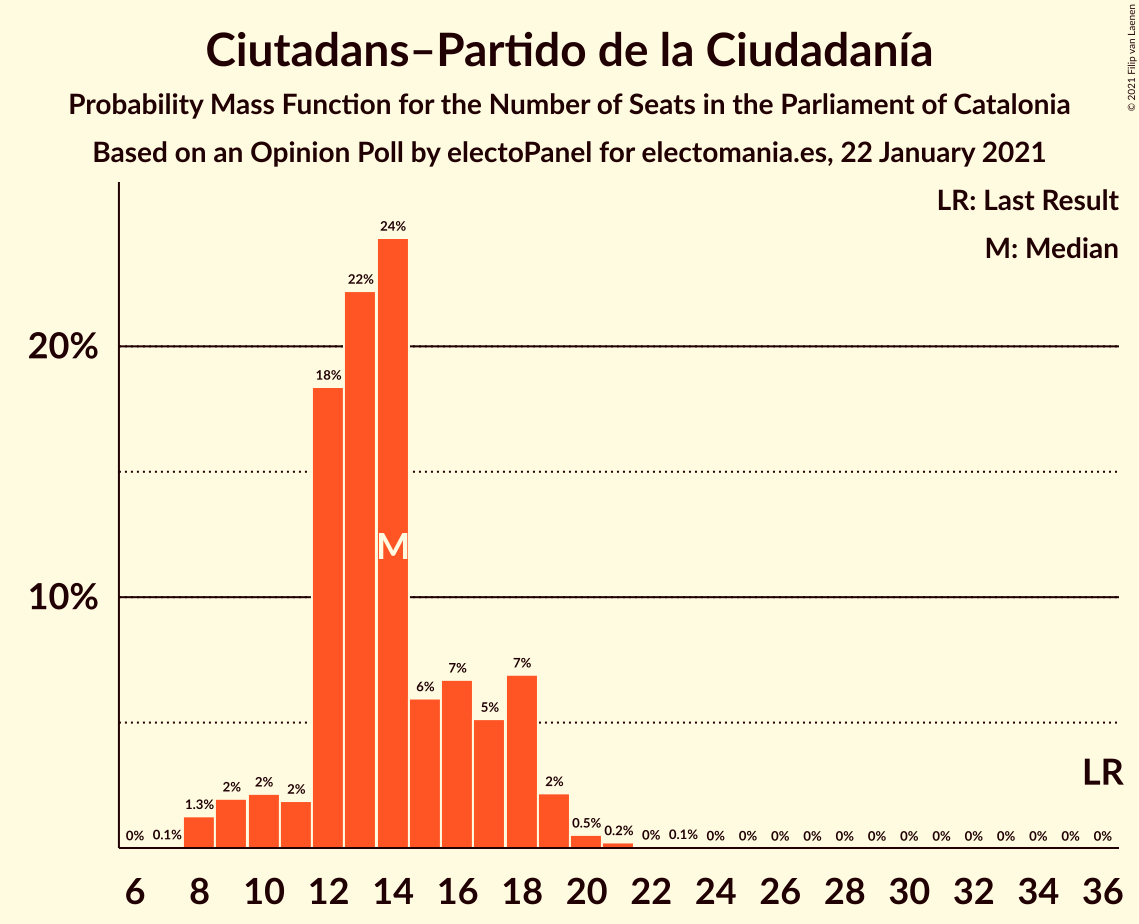 Ciutadans–Partido de la Ciudadanía
Probability Mass Function for the Number of Seats in the Parliament of Catalonia
Based on an Opinion Poll by electoPanel for electomania.es, 22 January 2021
© 2021 Filip van Laenen
LR: Last Result
M: Median
20%
10%
0% 0.1% 1.3% 2% 2% 2% 18% 22% 24% 6% 7% 5% 7% 2% 0.5% 0.2% 0% 0.1% 0% 0% 0% 0% 0% 0% 0% 0% 0% 0% 0% 0% 0%
M
LR
6 8 10 12 14 16 18 20 22 24 26 28 30 32 34 36